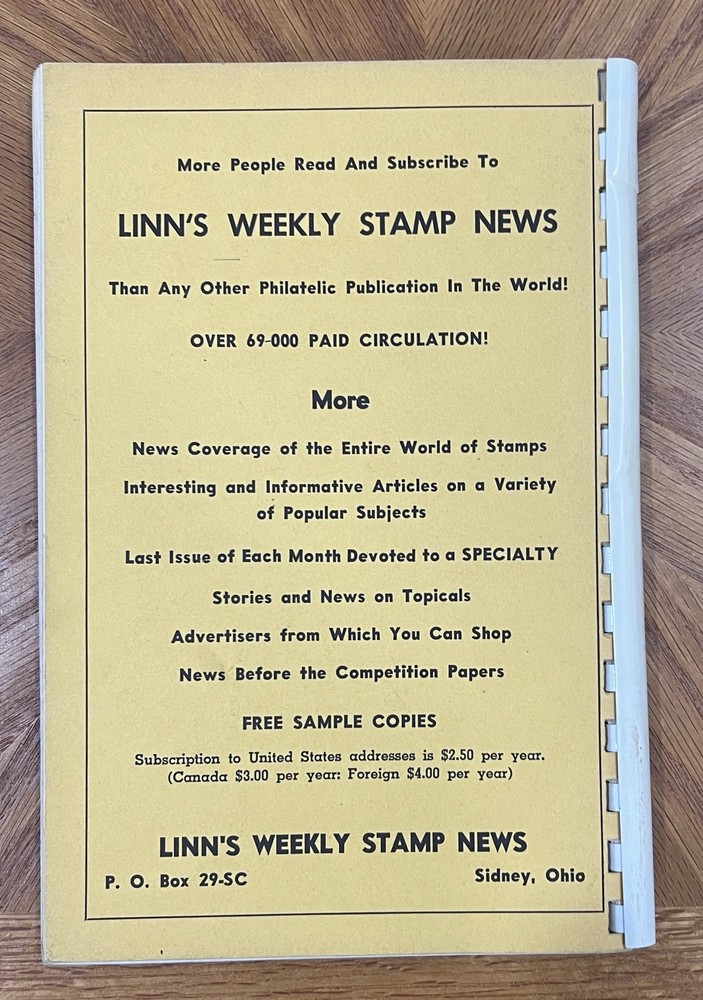 More People Read And Subscribe To
LINN'S WEEKLY STAMP NEWS
Than Any Other Philatelic Publication In The World!
OVER 69-000 PAID CIRCULATION!
More
News Coverage of the Entire World of Stamps
Interesting and Informative Articles on a Variety
of Popular Subjects
Last Issue of Each Month Devoted to a SPECIALTY
Stories and News on Topicals
Advertisers from Which You Can Shop
News Before the Competition Papers
FREE SAMPLE COPIES
Subscription to United States addresses is $2.50 per year.
(Canada $3.00 per year: Foreign $4.00 per year)
LINN'S WEEKLY STAMP NEWS
P. O. Box 29-SC Sidney, Ohio